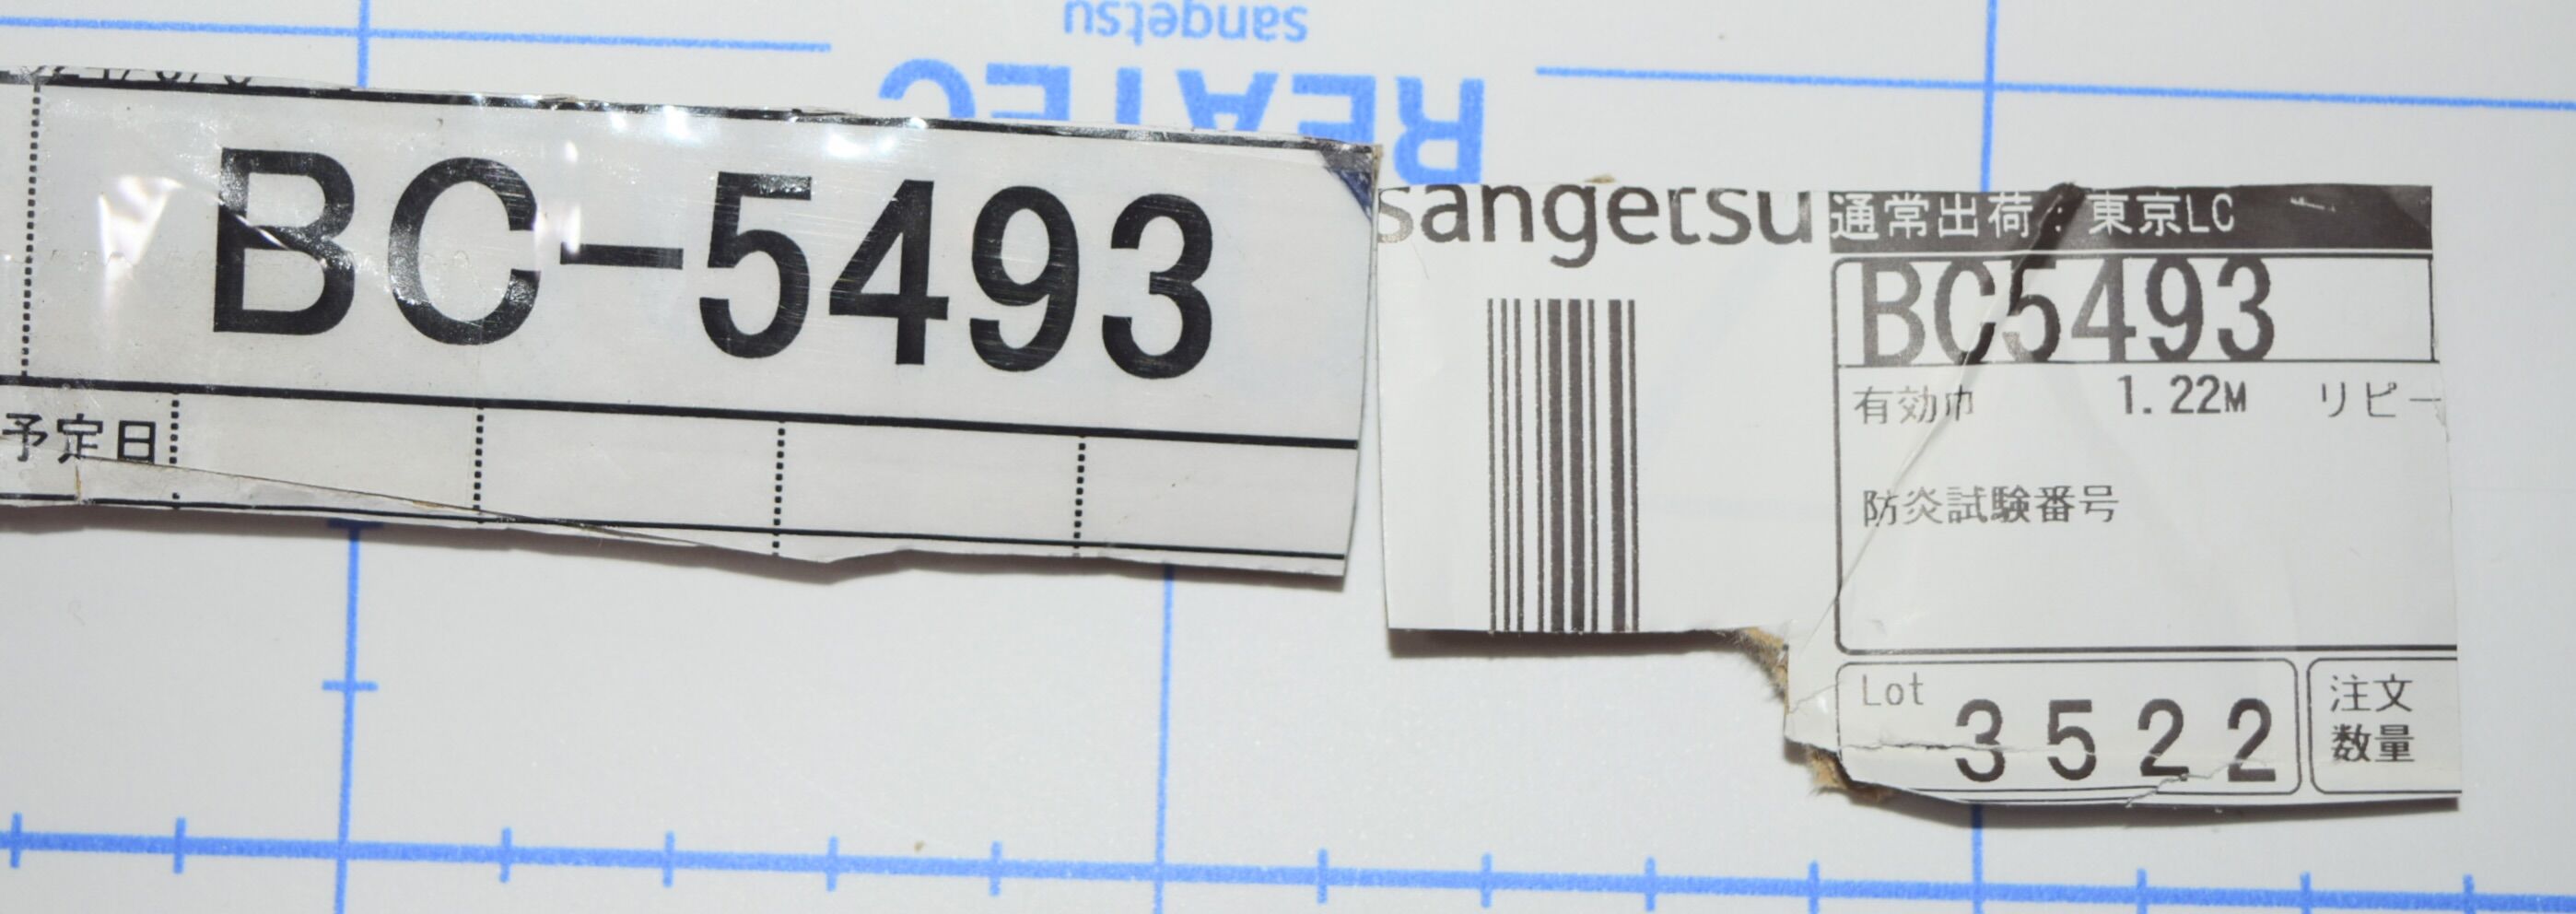 sangetsu
REATEC
BC-5493
予定日
sangetsu
通常出荷：東京LC
BC5493
有効巾 1.22M リピー
防炎試験番号
Lot 3522
注文
数量